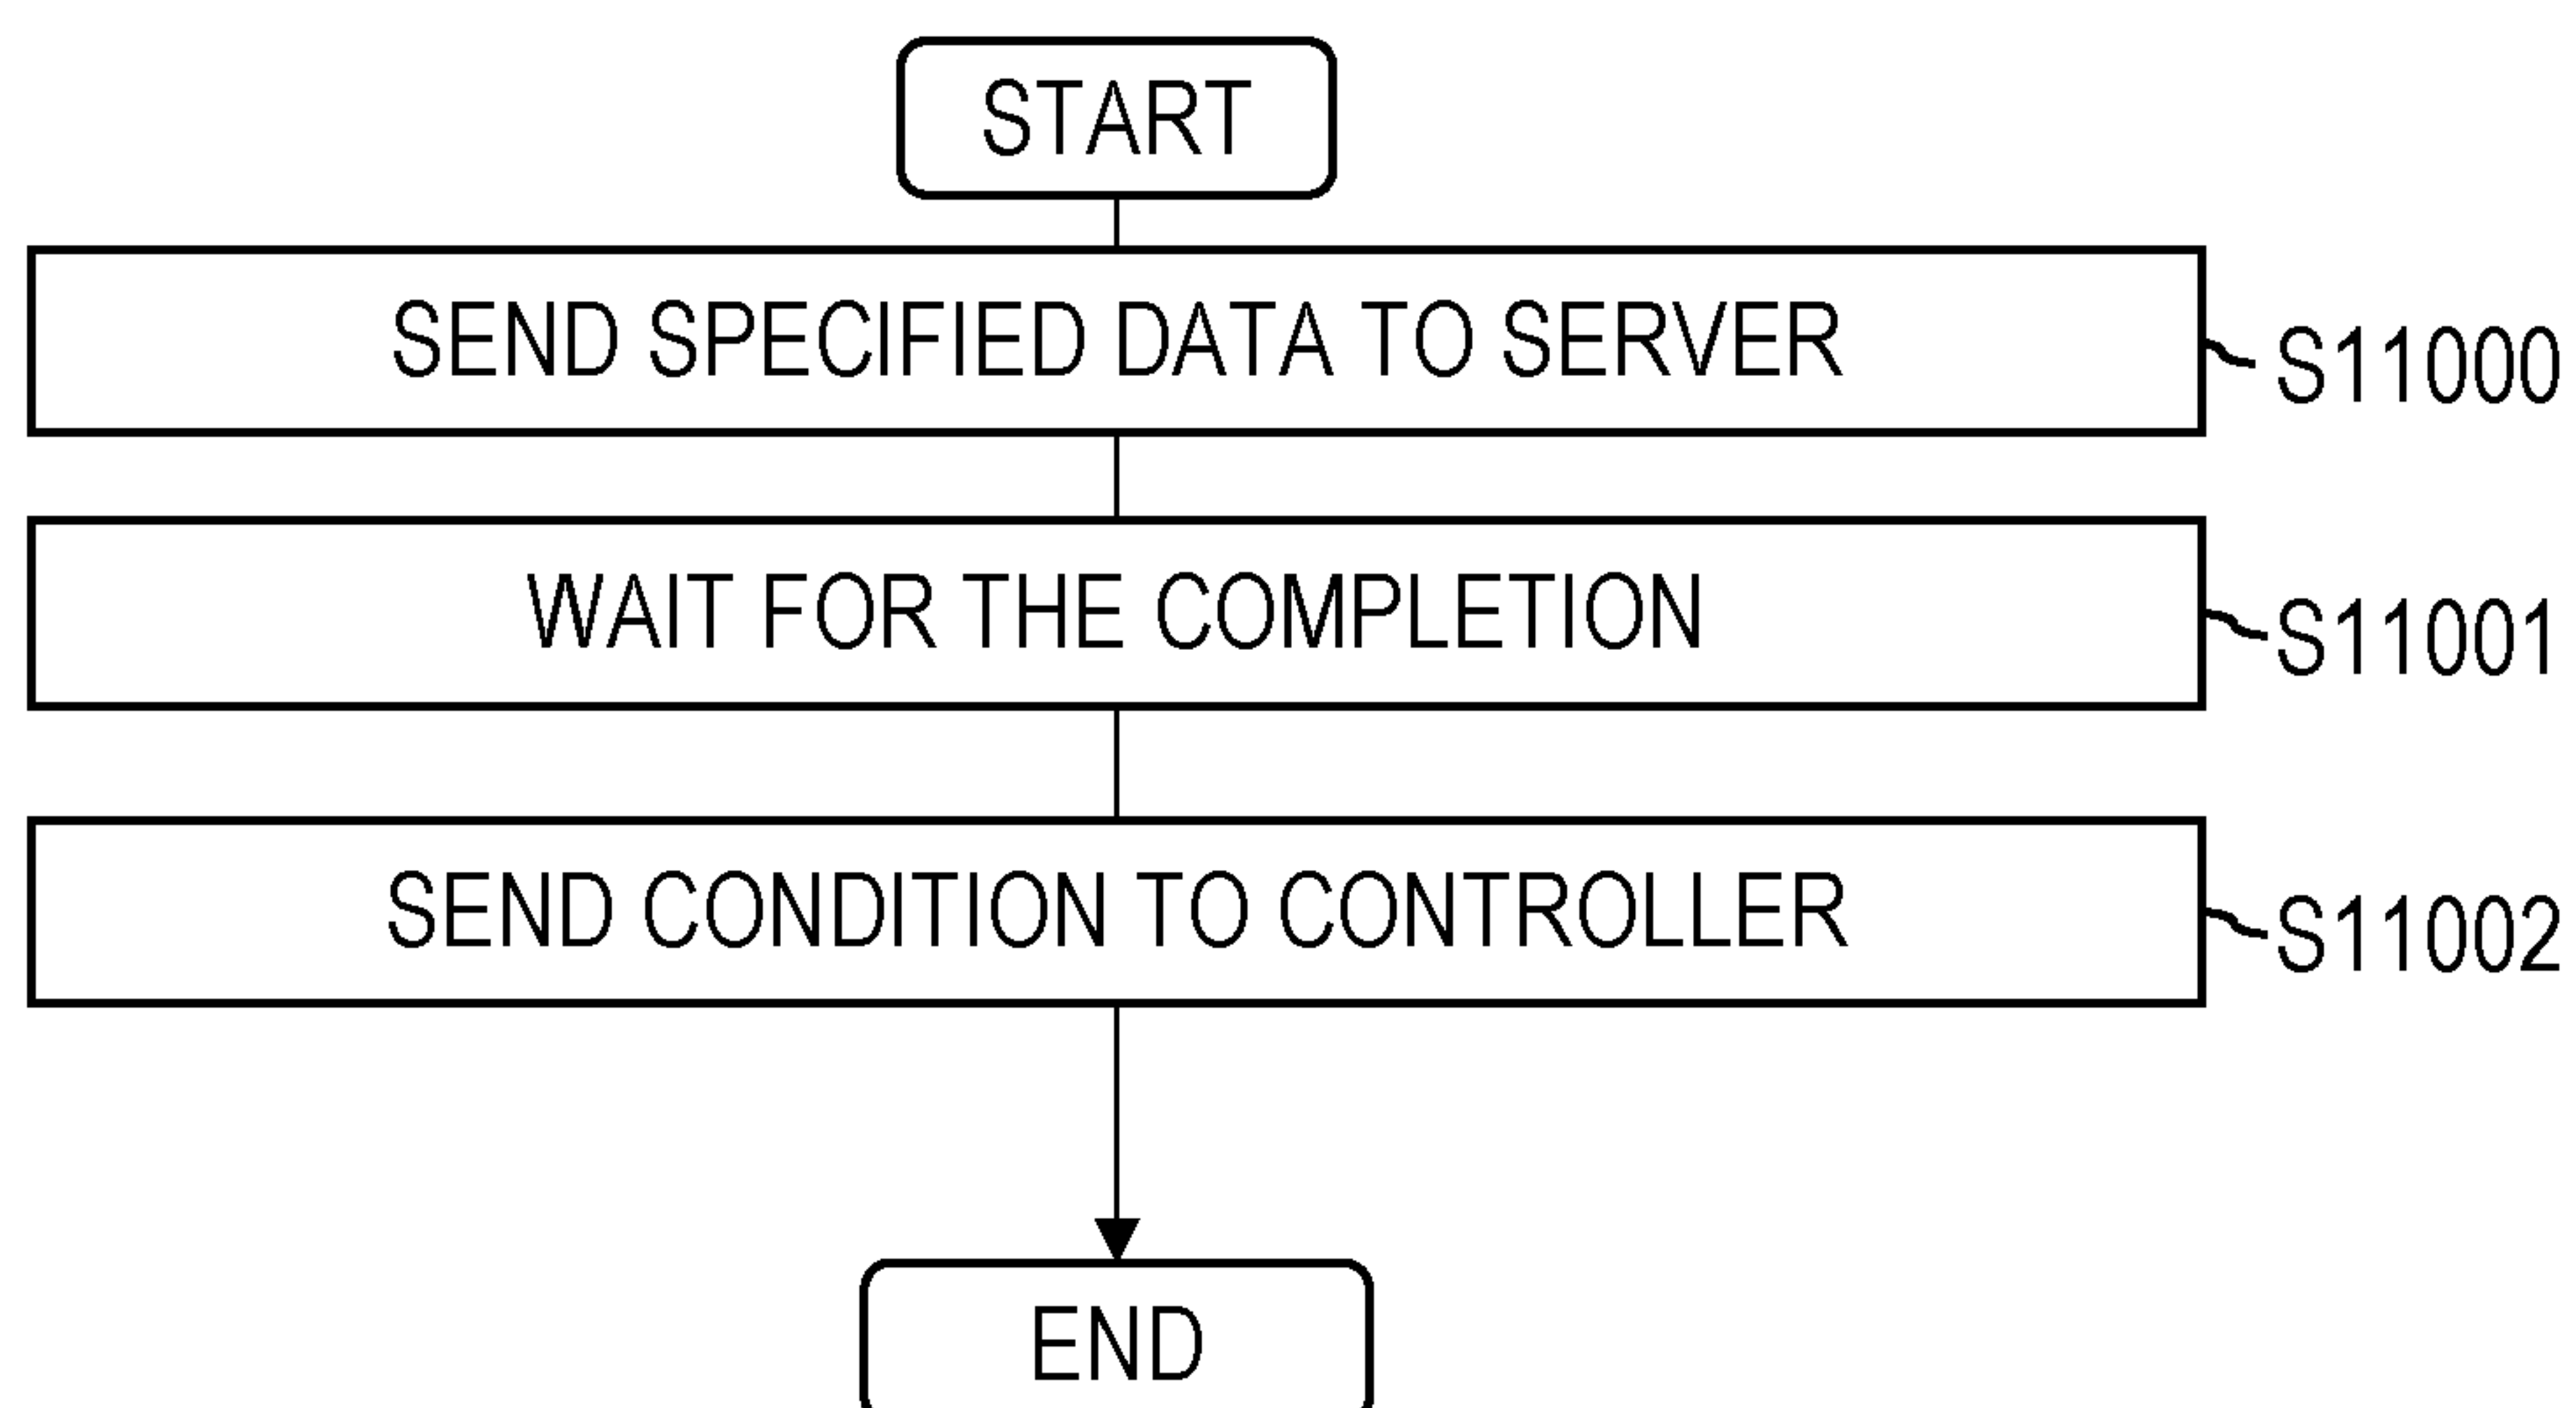 START
SEND SPECIFIED DATA TO SERVER
S11000
WAIT FOR THE COMPLETION
S11001
SEND CONDITION TO CONTROLLER
S11002
END